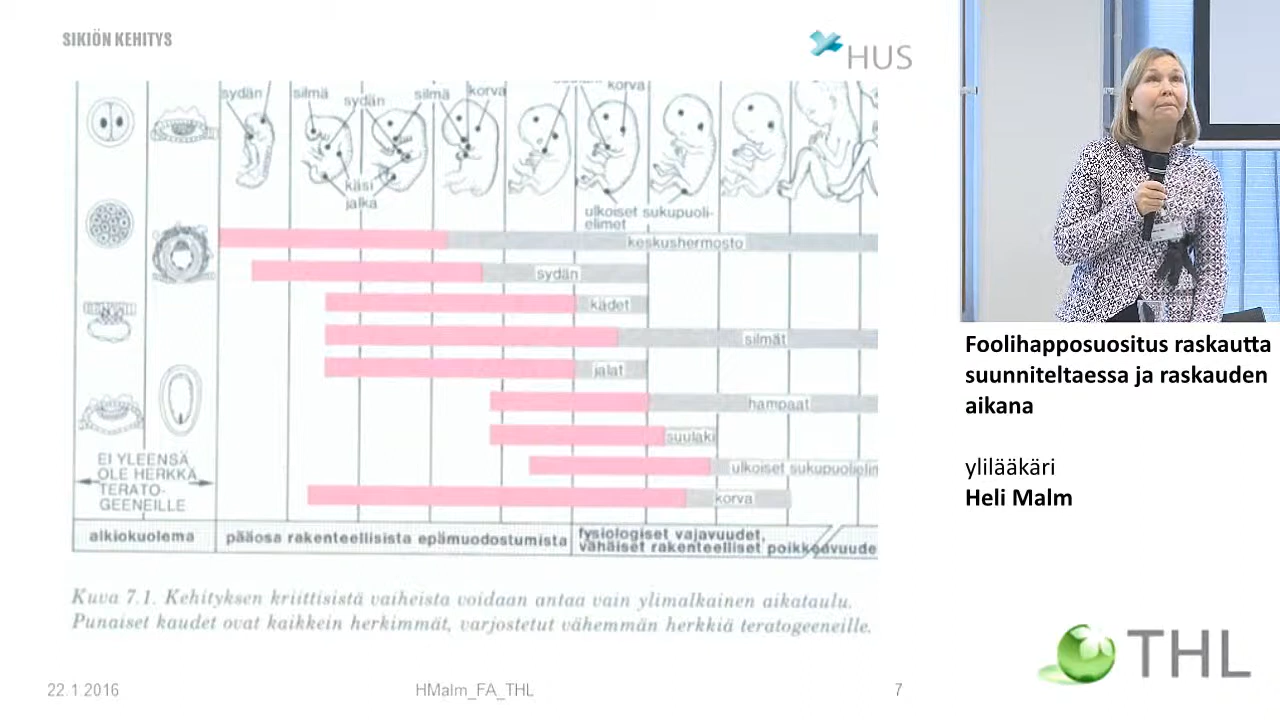 SIKIÖN KEHITYS
HUS
sydän
silmä
sydän
silmä
korva
korva
käsi
jalka
ulkoiset sukupuoli-
elimet
keskushermosto
sydän
kädet
silmät
jalat
hampaat
suulaki
ulkoiset sukupuolielin
korva
EI YLEENSÄ
OLE HERKKÄ
TERATO-
GEENEILLE
alkiokuolema
pääosa rakenteellisista epämuodostumista
fysiologiset vajavuudet,
vähäiset rakenteelliset poikkeavuude
Kuva 7.1. Kehityksen kriittisistä vaiheista voidaan antaa vain ylimalkainen aikataulu.
Punaiset kaudet ovat kaikkein herkimmät, varjostetut vähemmän herkkiä teratogeeneille.
22.1.2016
HMalm_FA_THL
7
Foolihapposuositus raskautta
suunniteltaessa ja raskauden
aikana
ylilääkäri
Heli Malm
THL